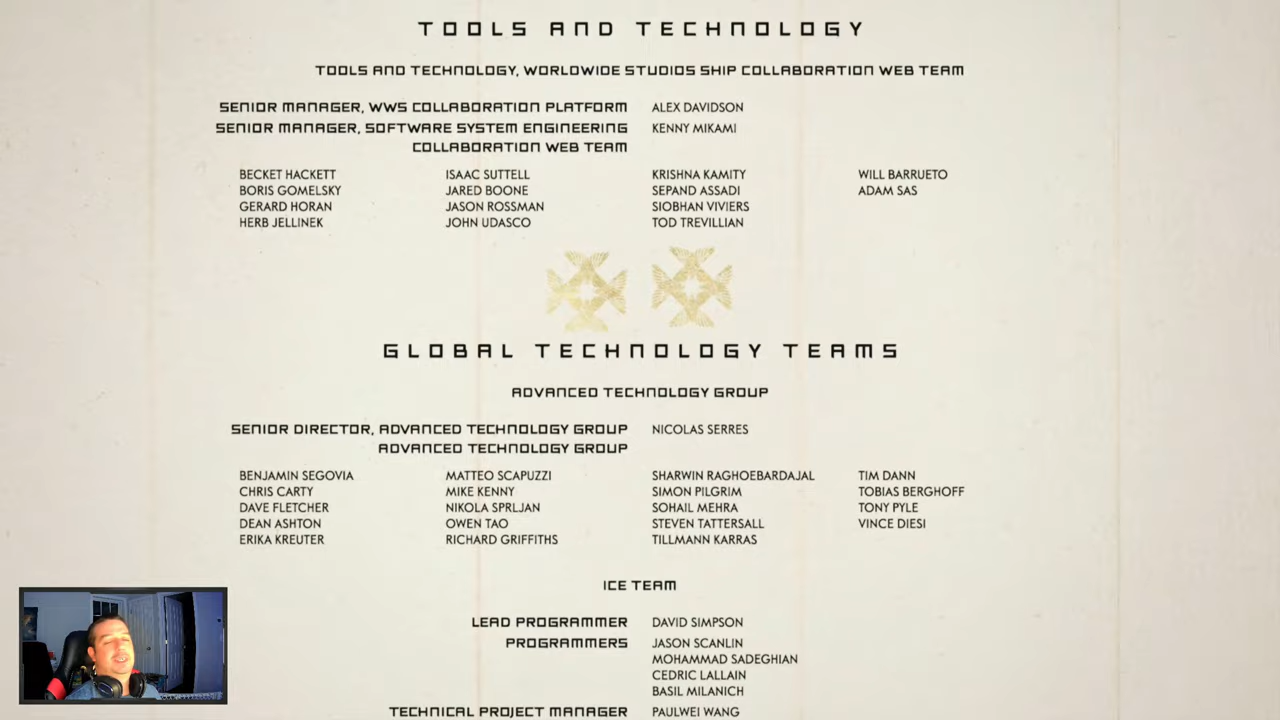 TOOLS AND TECHNOLOGY
TOOLS AND TECHNOLOGY, WORLDWIDE STUDIOS SHIP COLLABORATION WEB TEAM
SENIOR MANAGER, WWS COLLABORATION PLATFORM ALEX DAVIDSON
SENIOR MANAGER, SOFTWARE SYSTEM ENGINEERING KENNY MIKAMI
COLLABORATION WEB TEAM
BECKET HACKETT ISAAC SUTTELL KRISHNA KAMITY WILL BARRUETO
BORIS GOMELSKY JARED BOONE SEPAND ASSADI ADAM SAS
GERARD HORAN JASON ROSSMAN SIOBHAN VIVIERS
HERB JELLINEK JOHN UDASCO TOD TREVILLIAN
GLOBAL TECHNOLOGY TEAMS
ADVANCED TECHNOLOGY GROUP
SENIOR DIRECTOR, ADVANCED TECHNOLOGY GROUP NICOLAS SERRES
ADVANCED TECHNOLOGY GROUP
BENJAMIN SEGOVIA MATTEO SCAPUZZI SHARWIN RAGHOEBARDAJAL TIM DANN
CHRIS CARTY MIKE KENNY SIMON PILGRIM TOBIAS BERGHOFF
DAVE FLETCHER NIKOLA SPRLJAN SOHAIL MEHRA TONY PYLE
DEAN ASHTON OWEN TAO STEVEN TATTERSALL VINCE DIESI
ERIKA KREUTER RICHARD GRIFFITHS TILLMANN KARRAS
ICE TEAM
LEAD PROGRAMMER DAVID SIMPSON
PROGRAMMERS JASON SCANLIN
MOHAMMAD SADEGHIAN
CEDRIC LALLAIN
BASIL MILANICH
TECHNICAL PROJECT MANAGER PAULWEI WANG